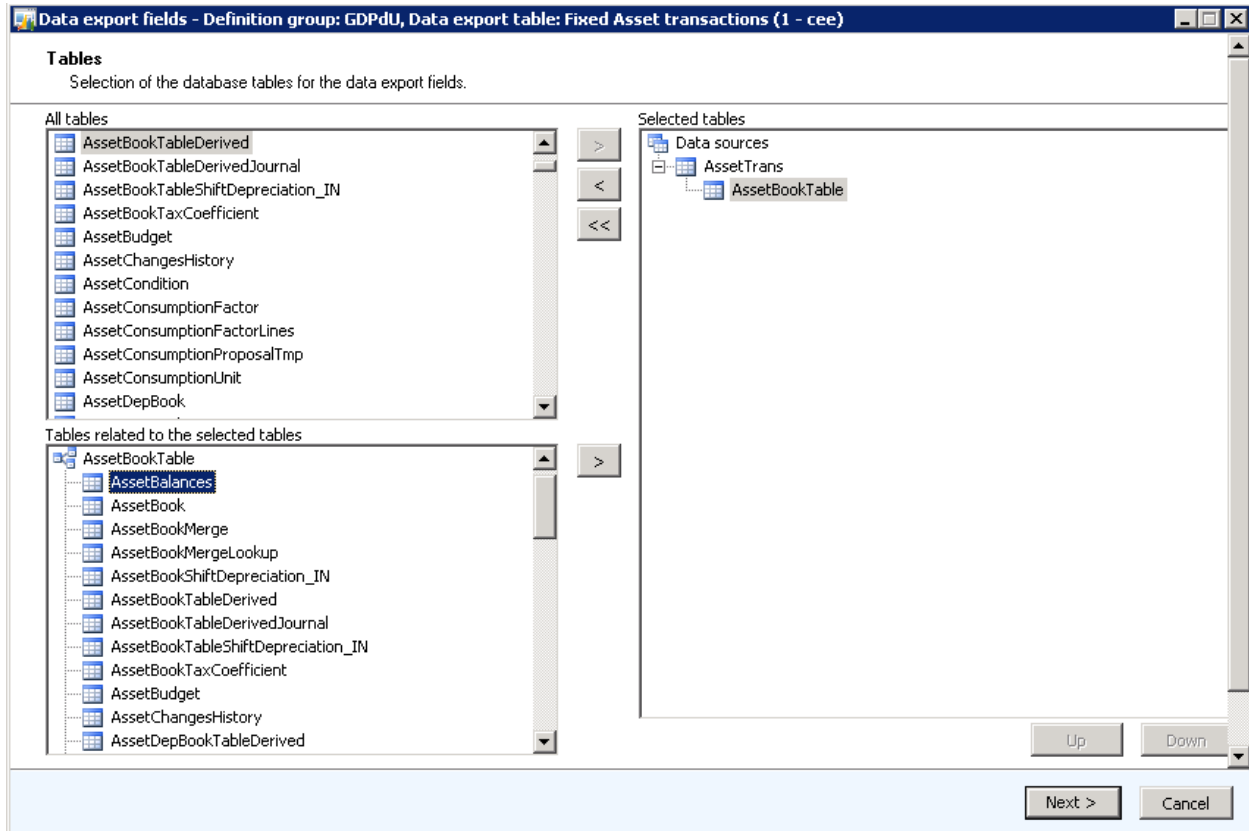 Data export fields - Definition group: GDPdU, Data export table: Fixed Asset transactions (1 - cee)
Tables
Selection of the database tables for the data export fields.
All tables
AssetBookTableDerived
AssetBookTableDerivedJournal
AssetBookTableShiftDepreciation_IN
AssetBookTaxCoefficient
AssetBudget
AssetChangesHistory
AssetCondition
AssetConsumptionFactor
AssetConsumptionFactorLines
AssetConsumptionProposalTmp
AssetConsumptionUnit
AssetDepBook
>
<
<<
Selected tables
Data sources
AssetTrans
AssetBookTable
Tables related to the selected tables
AssetBookTable
AssetBalances
AssetBook
AssetBookMerge
AssetBookMergeLookup
AssetBookShiftDepreciation_IN
AssetBookTableDerived
AssetBookTableDerivedJournal
AssetBookTableShiftDepreciation_IN
AssetBookTaxCoefficient
AssetBudget
AssetChangesHistory
AssetDepBookTableDerived
>
Up
Down
Next >
Cancel